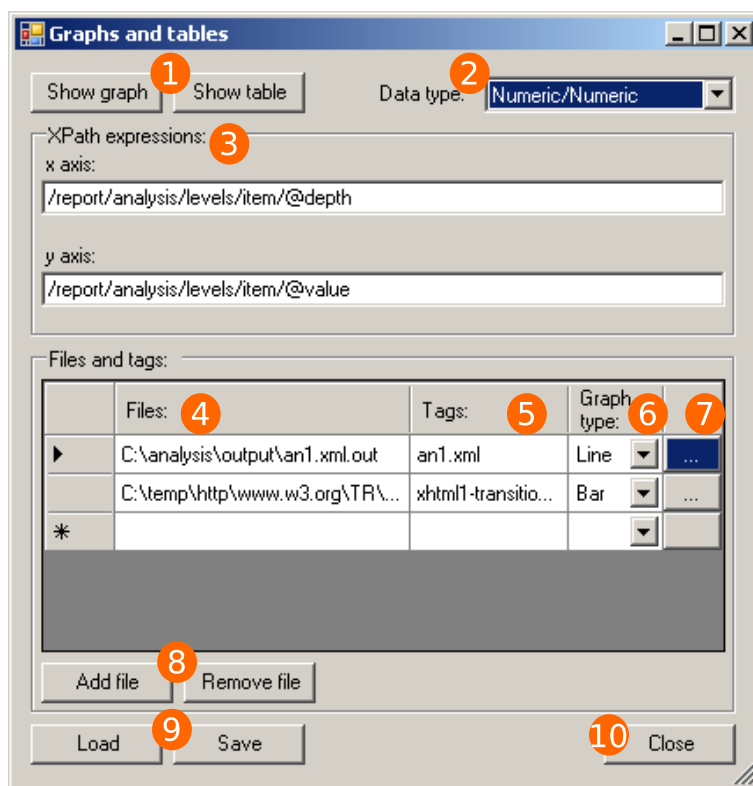 Graphs and tables
1 2
Show graph Show table Data type: Numeric/Numeric
XPath expressions: 3
x axis:
/report/analysis/levels/item/@depth
y axis:
/report/analysis/levels/item/@value
Files and tags:
Files: 4 Tags: 5 Graph type: 6 7
C:\analysis\output\an1.xml.out an1.xml Line ...
C:\temp\http\www.w3.org\TR\... xhtml1-transitio... Bar ...
8
Add file Remove file
9 10
Load Save Close